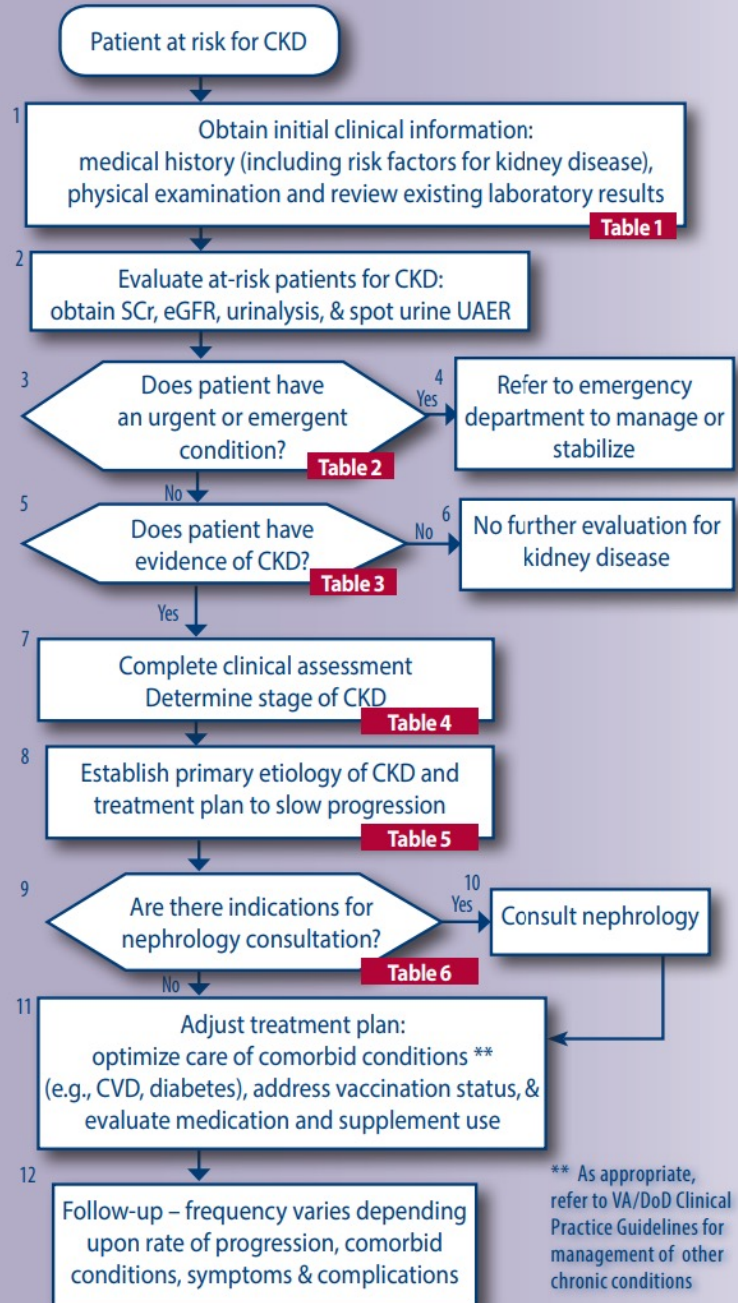 Patient at risk for CKD
1
Obtain initial clinical information:
medical history (including risk factors for kidney disease),
physical examination and review existing laboratory results
Table 1
2
Evaluate at-risk patients for CKD:
obtain SCr, eGFR, urinalysis, & spot urine UAER
3
Does patient have
an urgent or emergent
condition?
Table 2
Yes
4
Refer to emergency
department to manage or
stabilize
No
5
Does patient have
evidence of CKD?
Table 3
No
6
No further evaluation for
kidney disease
Yes
7
Complete clinical assessment
Determine stage of CKD
Table 4
8
Establish primary etiology of CKD and
treatment plan to slow progression
Table 5
9
Are there indications for
nephrology consultation?
Table 6
10
Yes
Consult nephrology
No
11
Adjust treatment plan:
optimize care of comorbid conditions **
(e.g., CVD, diabetes), address vaccination status, &
evaluate medication and supplement use
12
Follow-up – frequency varies depending
upon rate of progression, comorbid
conditions, symptoms & complications
** As appropriate,
refer to VA/DoD Clinical
Practice Guidelines for
management of other
chronic conditions